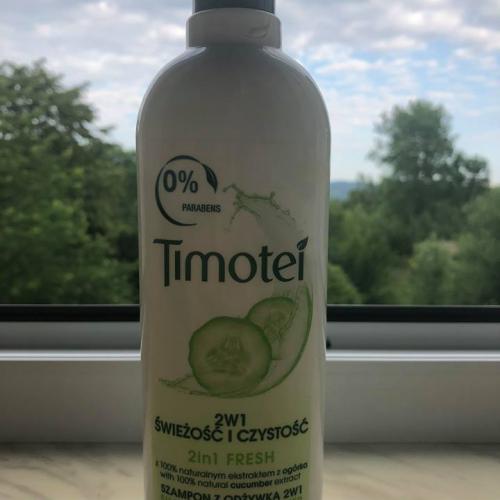 0%
PARABENS
Timotei
2W1
ŚWIEŻOŚĆ I CZYSTOŚĆ
2in1 FRESH
z 100% naturalnym ekstraktem z ogórka
with 100% natural cucumber extract
SZAMPON Z ODŻYWKĄ 2W1